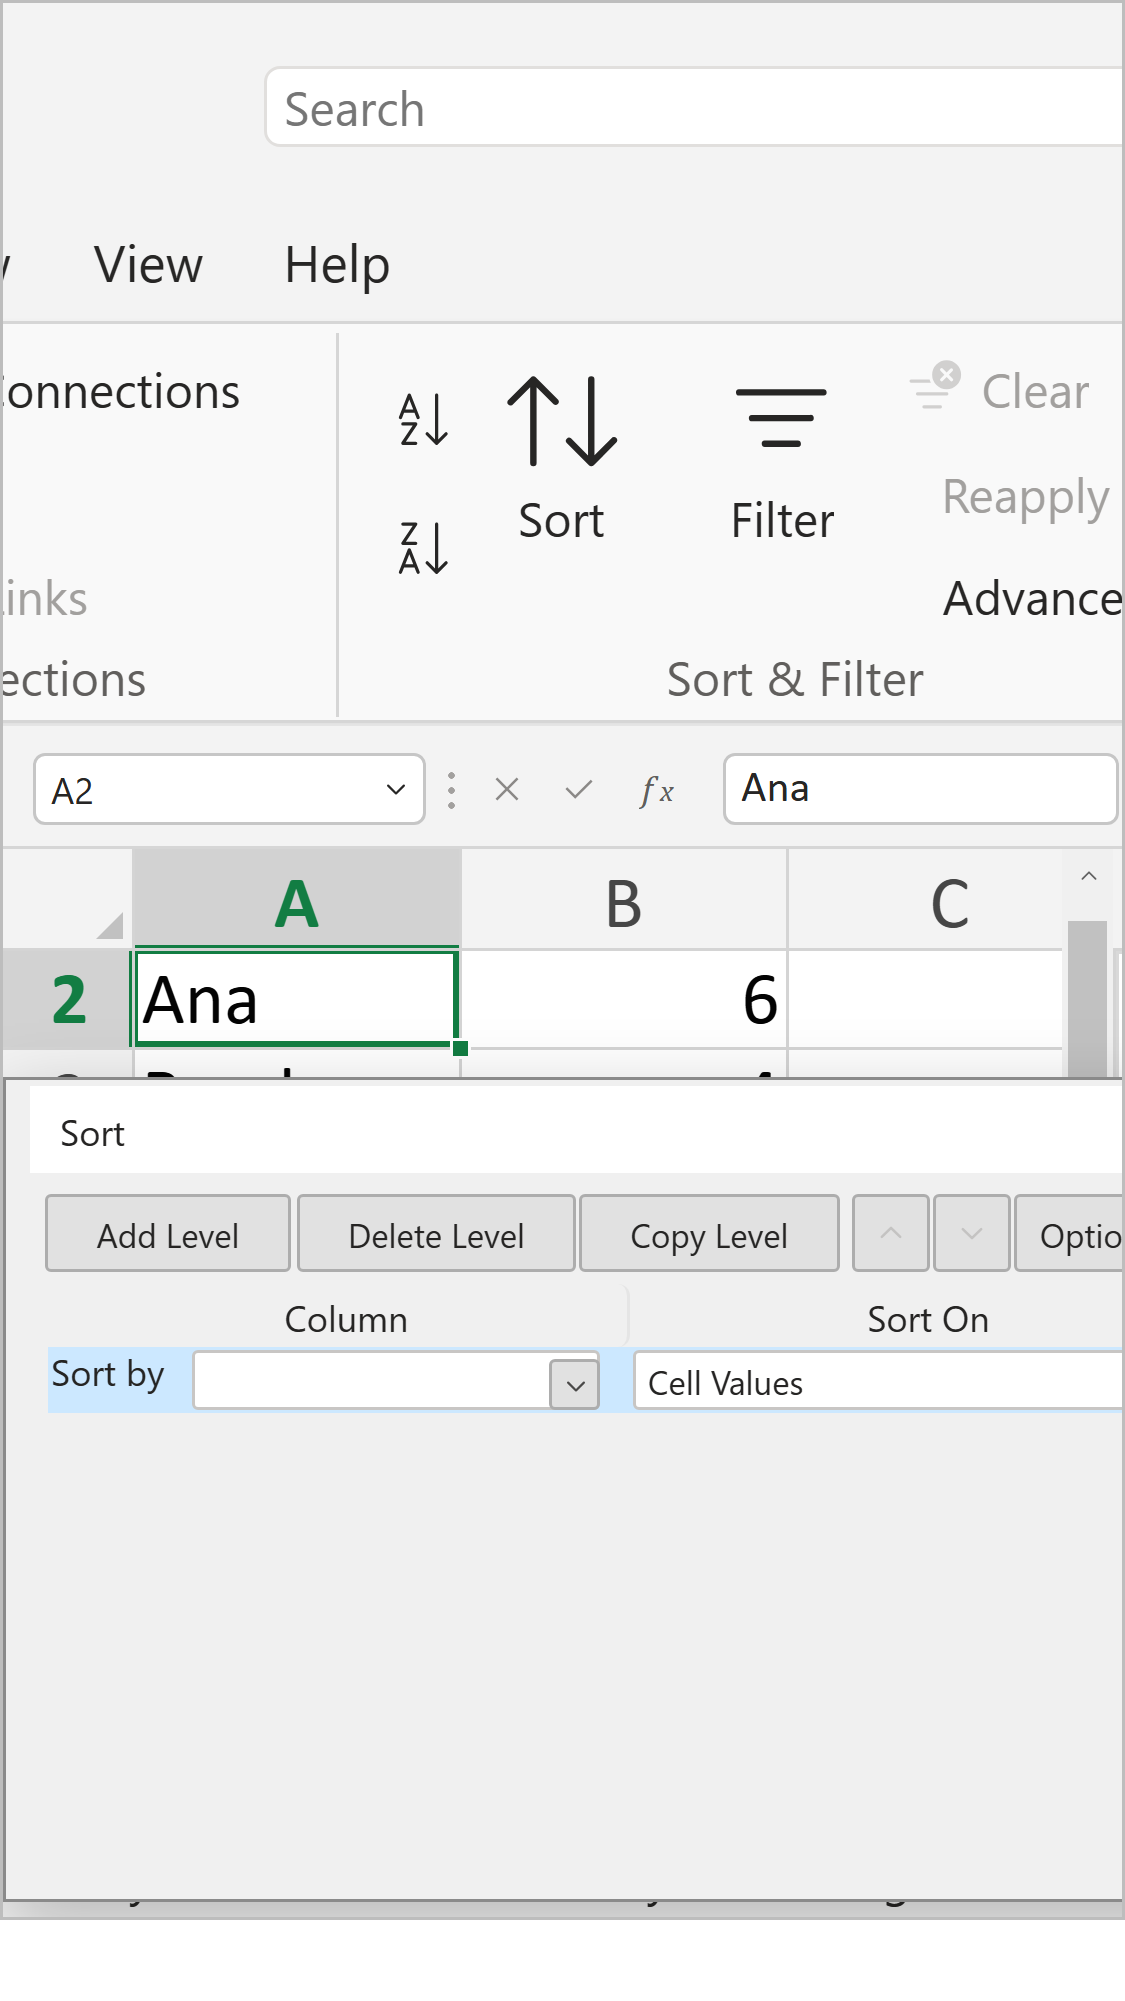 Search
View Help
onnections
A
Z
Sort
Filter
Clear
Reapply
Z
A
Advance
inks
ections
Sort & Filter
A2
fx
Ana
A B C
2 Ana 6
Sort
Add Level Delete Level Copy Level Optio
Column Sort On
Sort by Cell Values